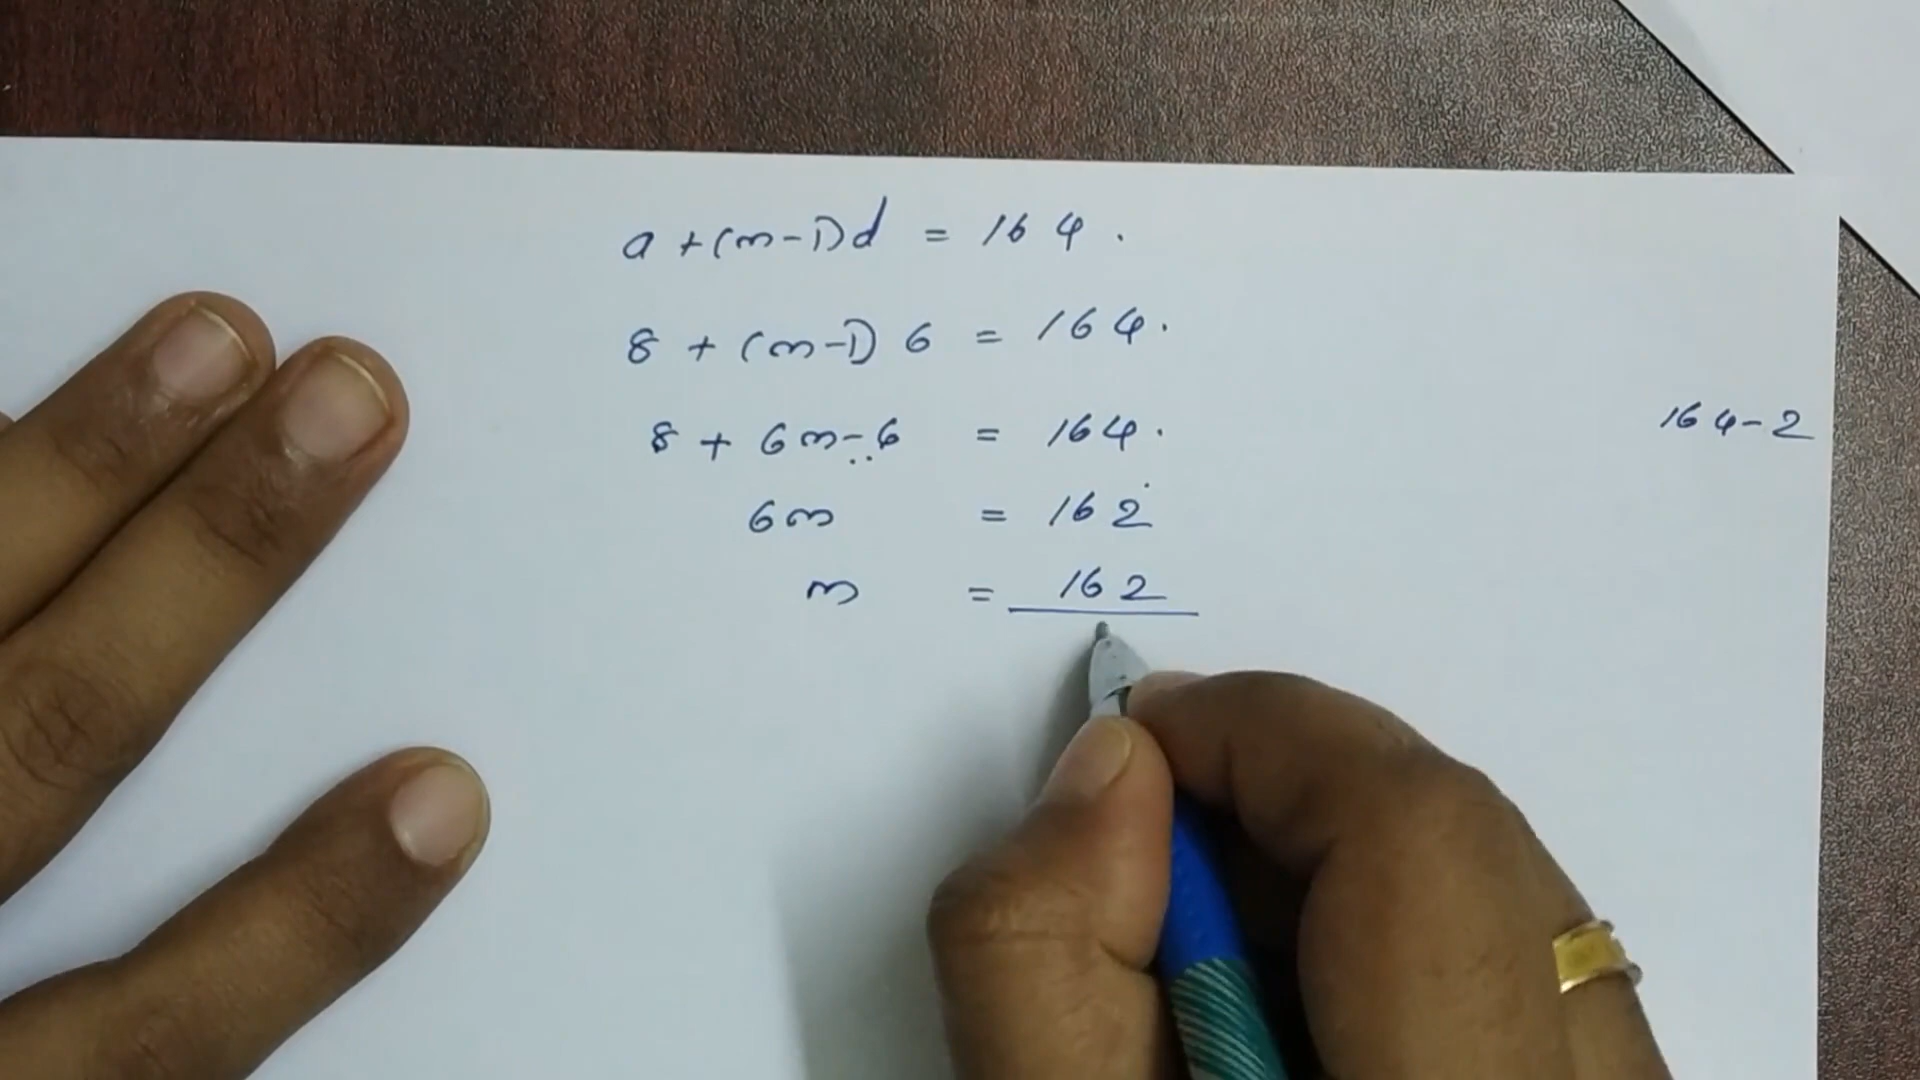 a + (m-1)d = 164.
8 + (m-1) 6 = 164.
8 + 6m-6 = 164.
164-2
6m = 162
m = 162